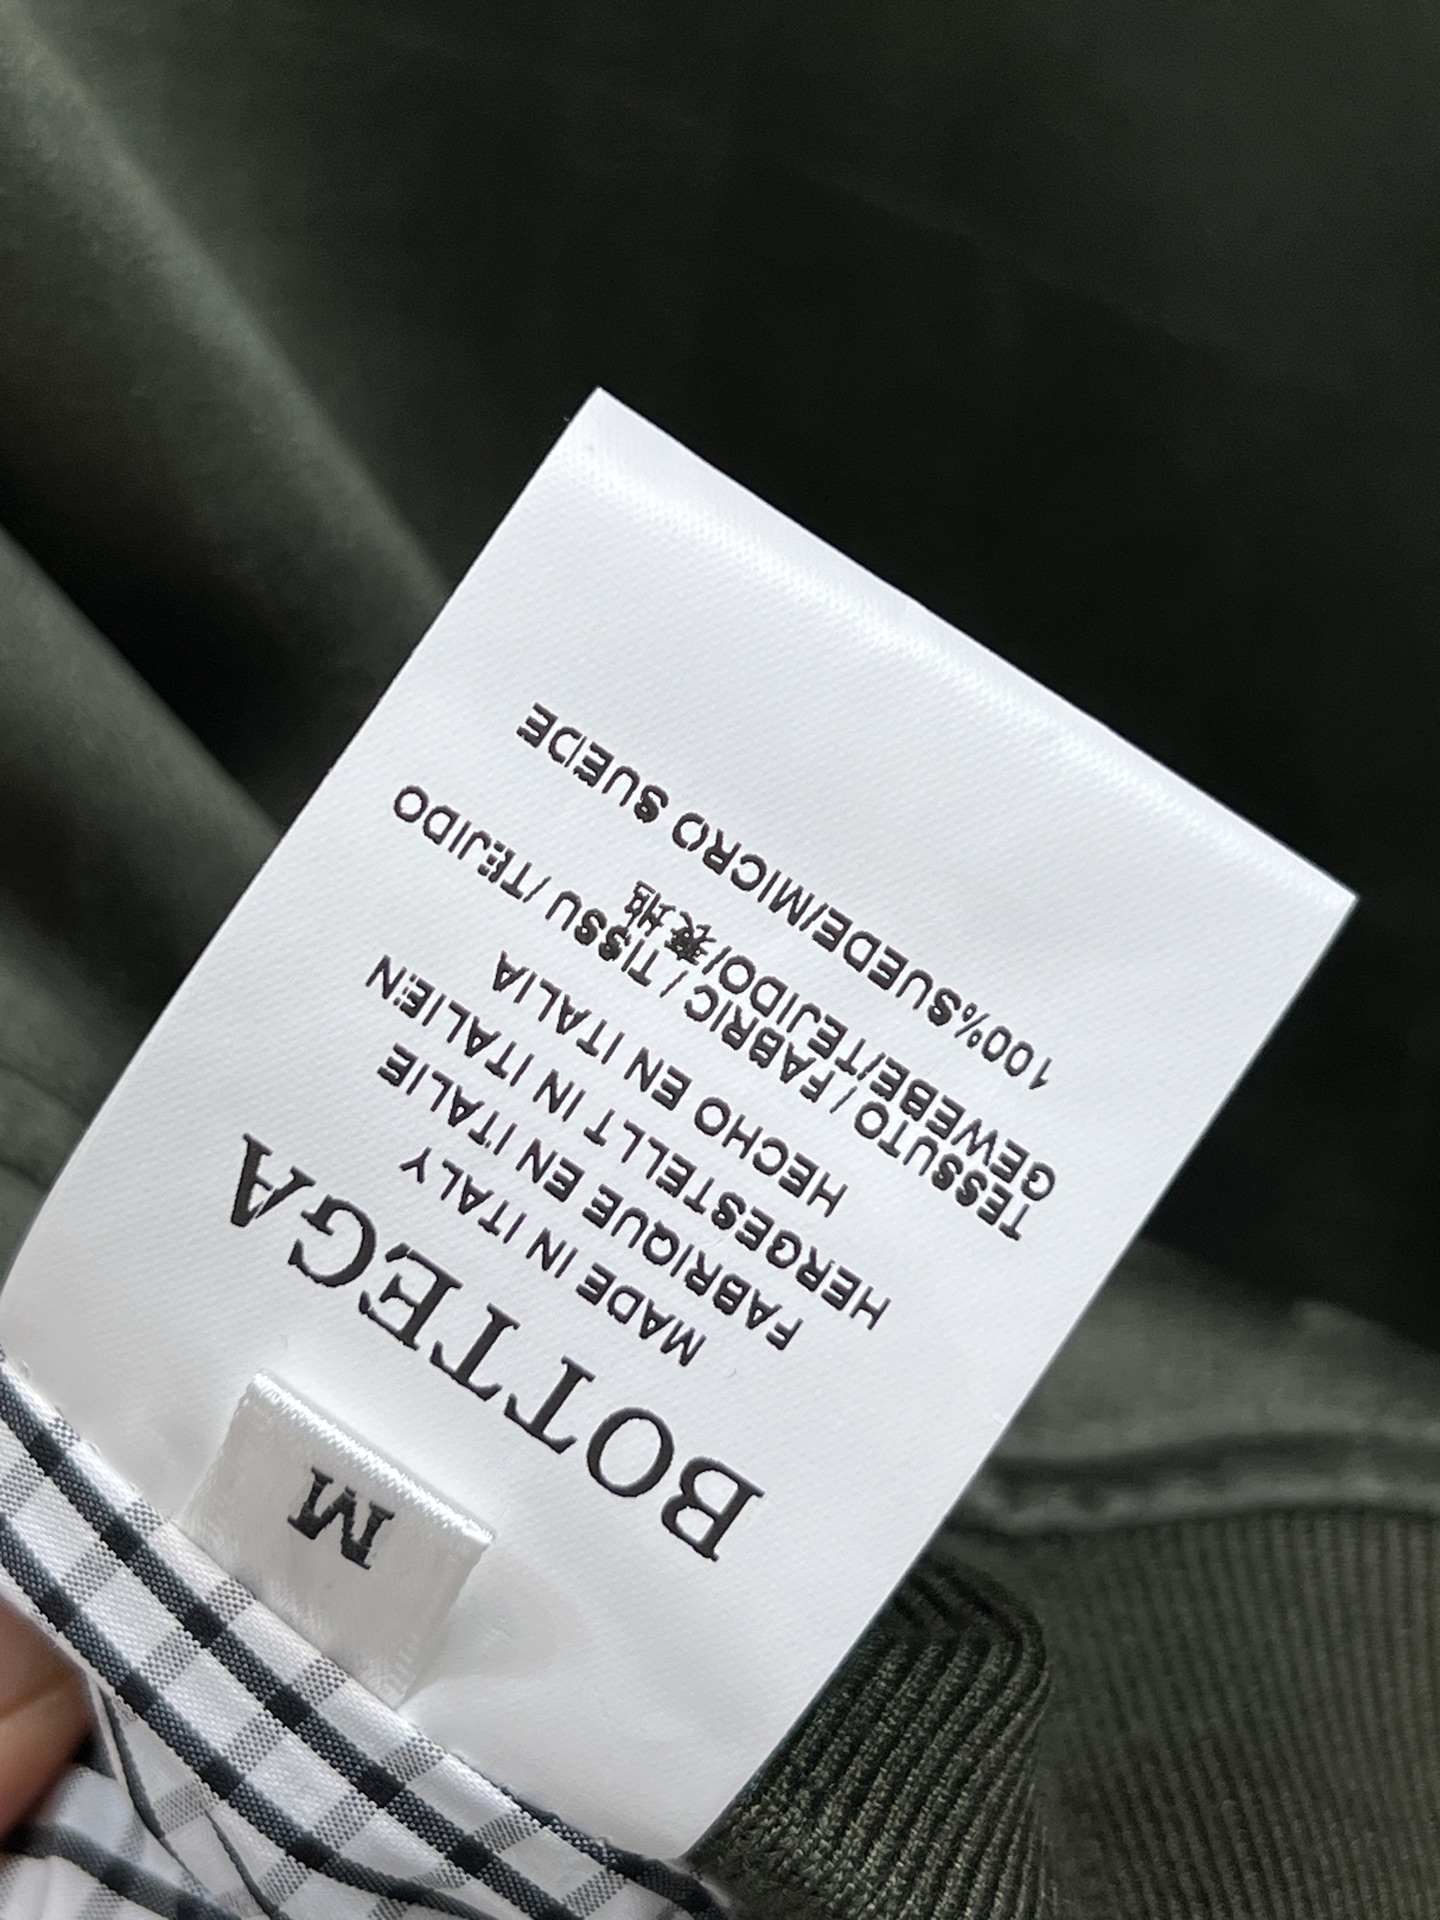 M
BOTTEGA
MADE IN ITALY
FABRIQUE EN ITALIE
HERGESTELLT IN ITALIEN
HECHO EN ITALIA
TESSUTO / FABRIC / TISSU / TEJIDO
GEWEBE/TEJIDO/
100%SUEDE/MICRO SUEDE